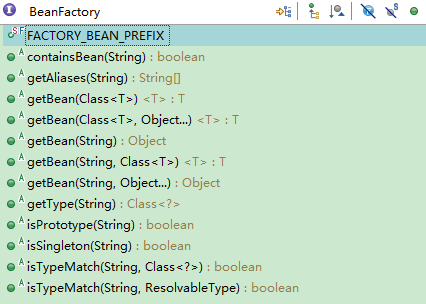 BeanFactory
FACTORY_BEAN_PREFIX
containsBean(String) : boolean
getAliases(String) : String[]
getBean(Class<T>) <T> : T
getBean(Class<T>, Object...) <T> : T
getBean(String) : Object
getBean(String, Class<T>) <T> : T
getBean(String, Object...) : Object
getType(String) : Class<?>
isPrototype(String) : boolean
isSingleton(String) : boolean
isTypeMatch(String, Class<?>) : boolean
isTypeMatch(String, ResolvableType) : boolean